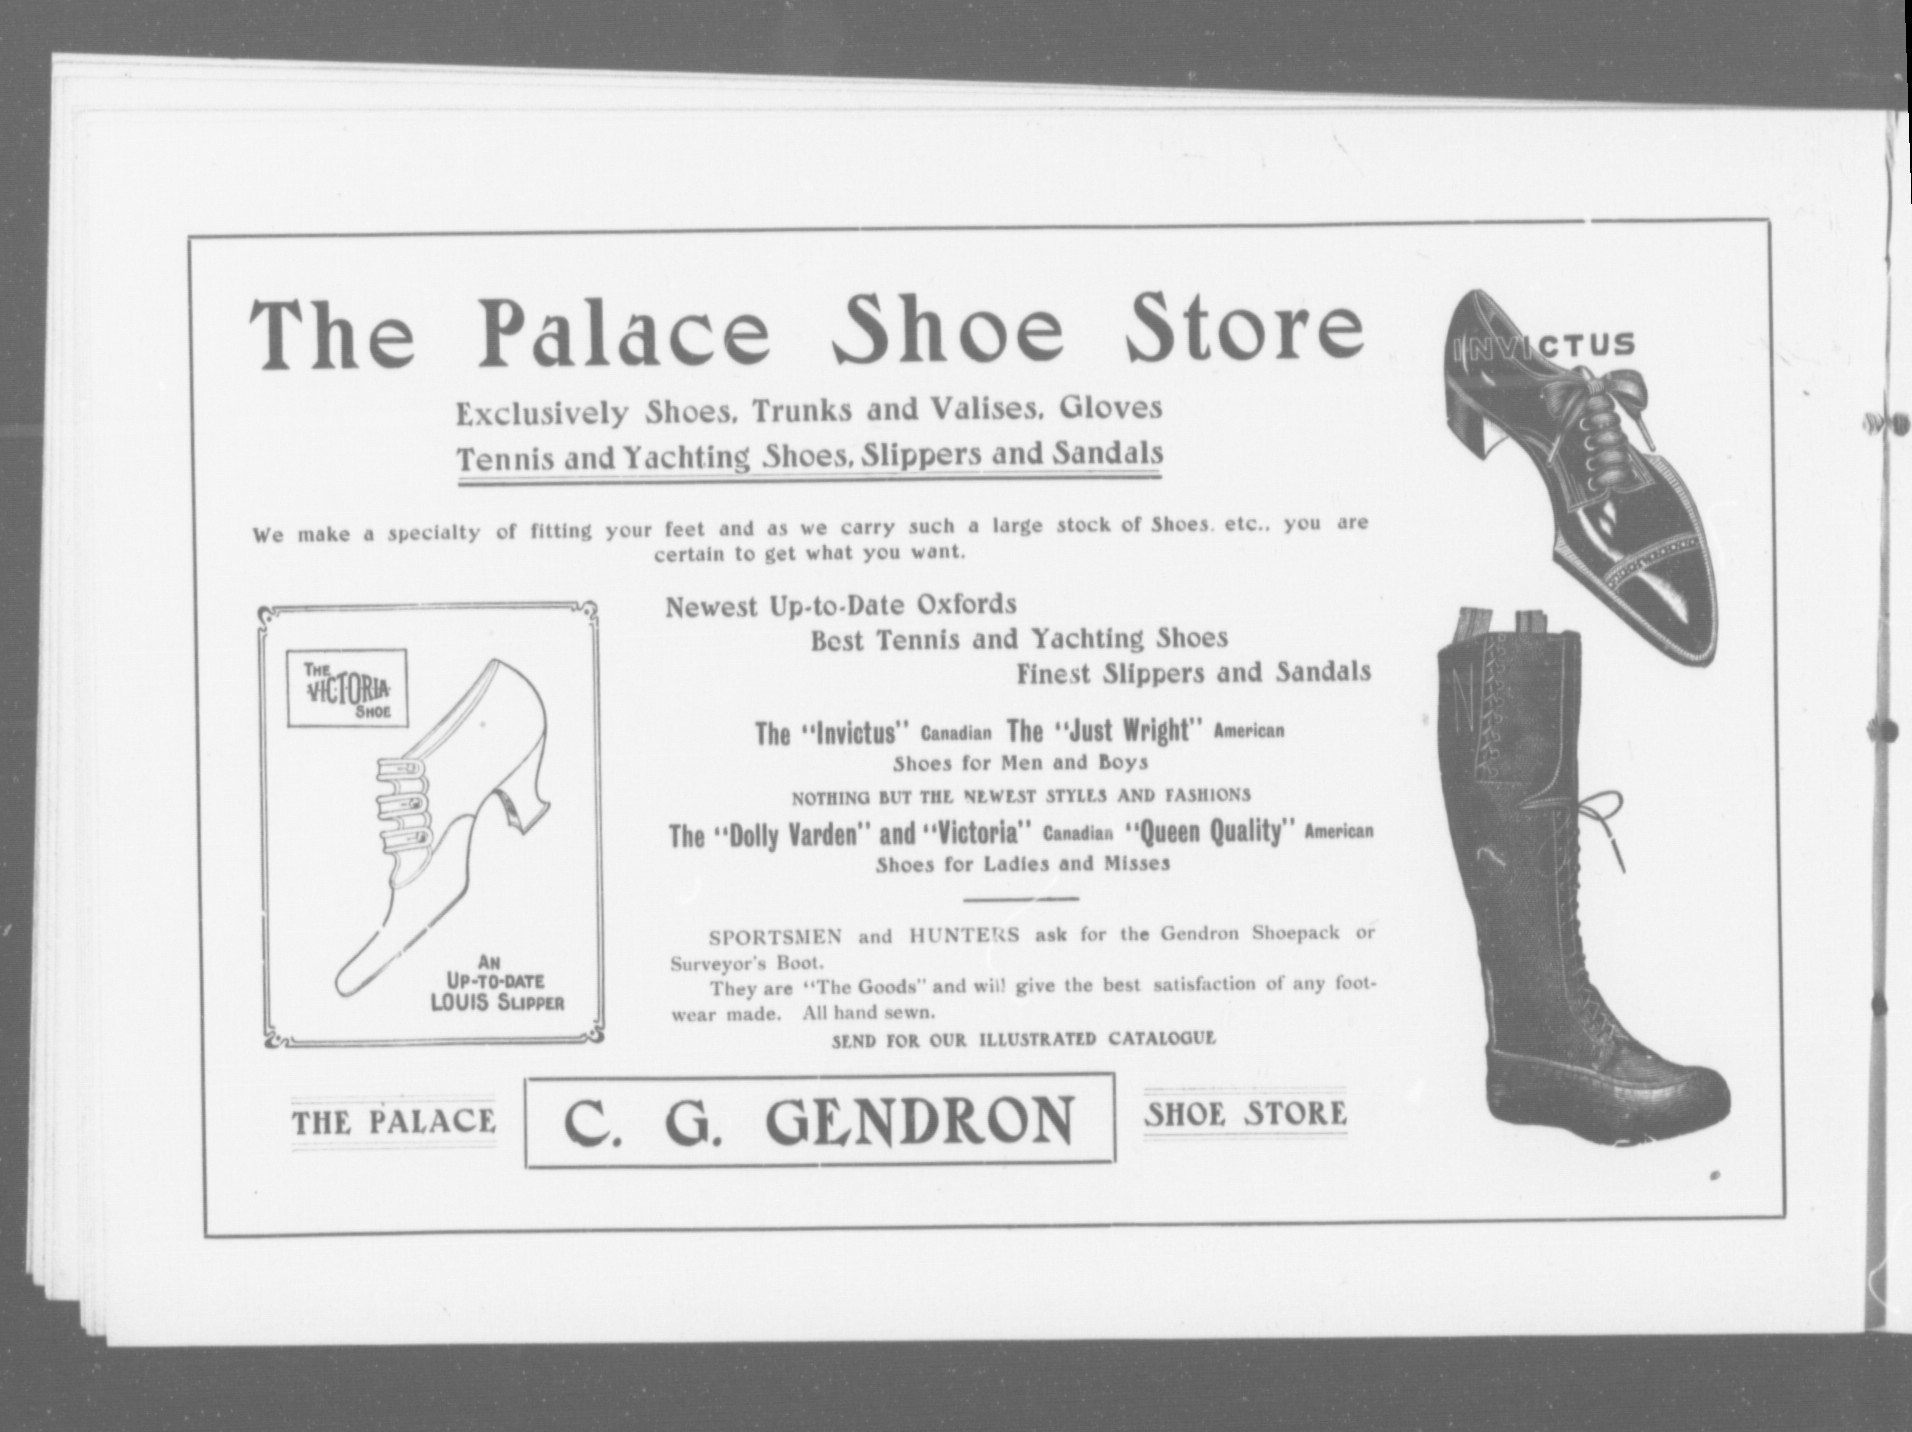 The Palace Shoe Store
Exclusively Shoes, Trunks and Valises, Gloves
Tennis and Yachting Shoes, Slippers and Sandals
We make a specialty of fitting your feet and as we carry such a large stock of Shoes, etc., you are
certain to get what you want.
INVICTUS
THE
VICTORIA
SHOE
AN
UP-TO-DATE
LOUIS SLIPPER
Newest Up-to-Date Oxfords
Best Tennis and Yachting Shoes
Finest Slippers and Sandals
The "Invictus" Canadian The "Just Wright" American
Shoes for Men and Boys
NOTHING BUT THE NEWEST STYLES AND FASHIONS
The "Dolly Varden" and "Victoria" Canadian "Queen Quality" American
Shoes for Ladies and Misses
SPORTSMEN and HUNTERS ask for the Gendron Shoepack or
Surveyor's Boot.
They are "The Goods" and will give the best satisfaction of any foot-
wear made. All hand sewn.
SEND FOR OUR ILLUSTRATED CATALOGUE
THE PALACE C. G. GENDRON SHOE STORE